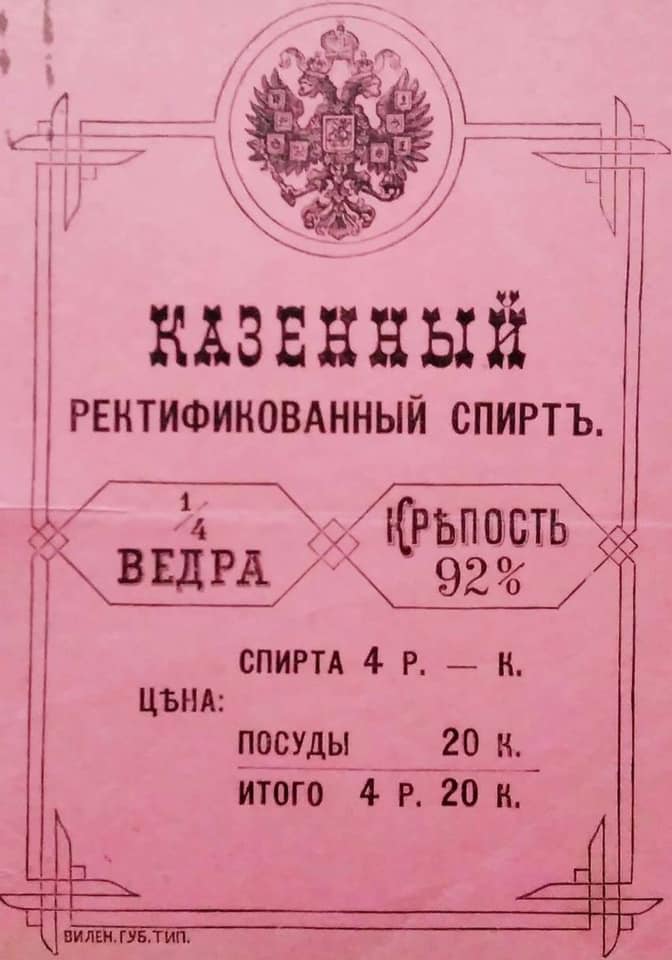 КАЗЕННЫЙ
РЕКТИФИКОВАННЫЙ СПИРТЪ.
1/4
ВЕДРА
КРѢПОСТЬ
92%
СПИРТА 4 Р. — К.
ЦѢНА:
ПОСУДЫ 20 К.
ИТОГО 4 Р. 20 К.
ВИЛЕН. ГУБ. ТИП.